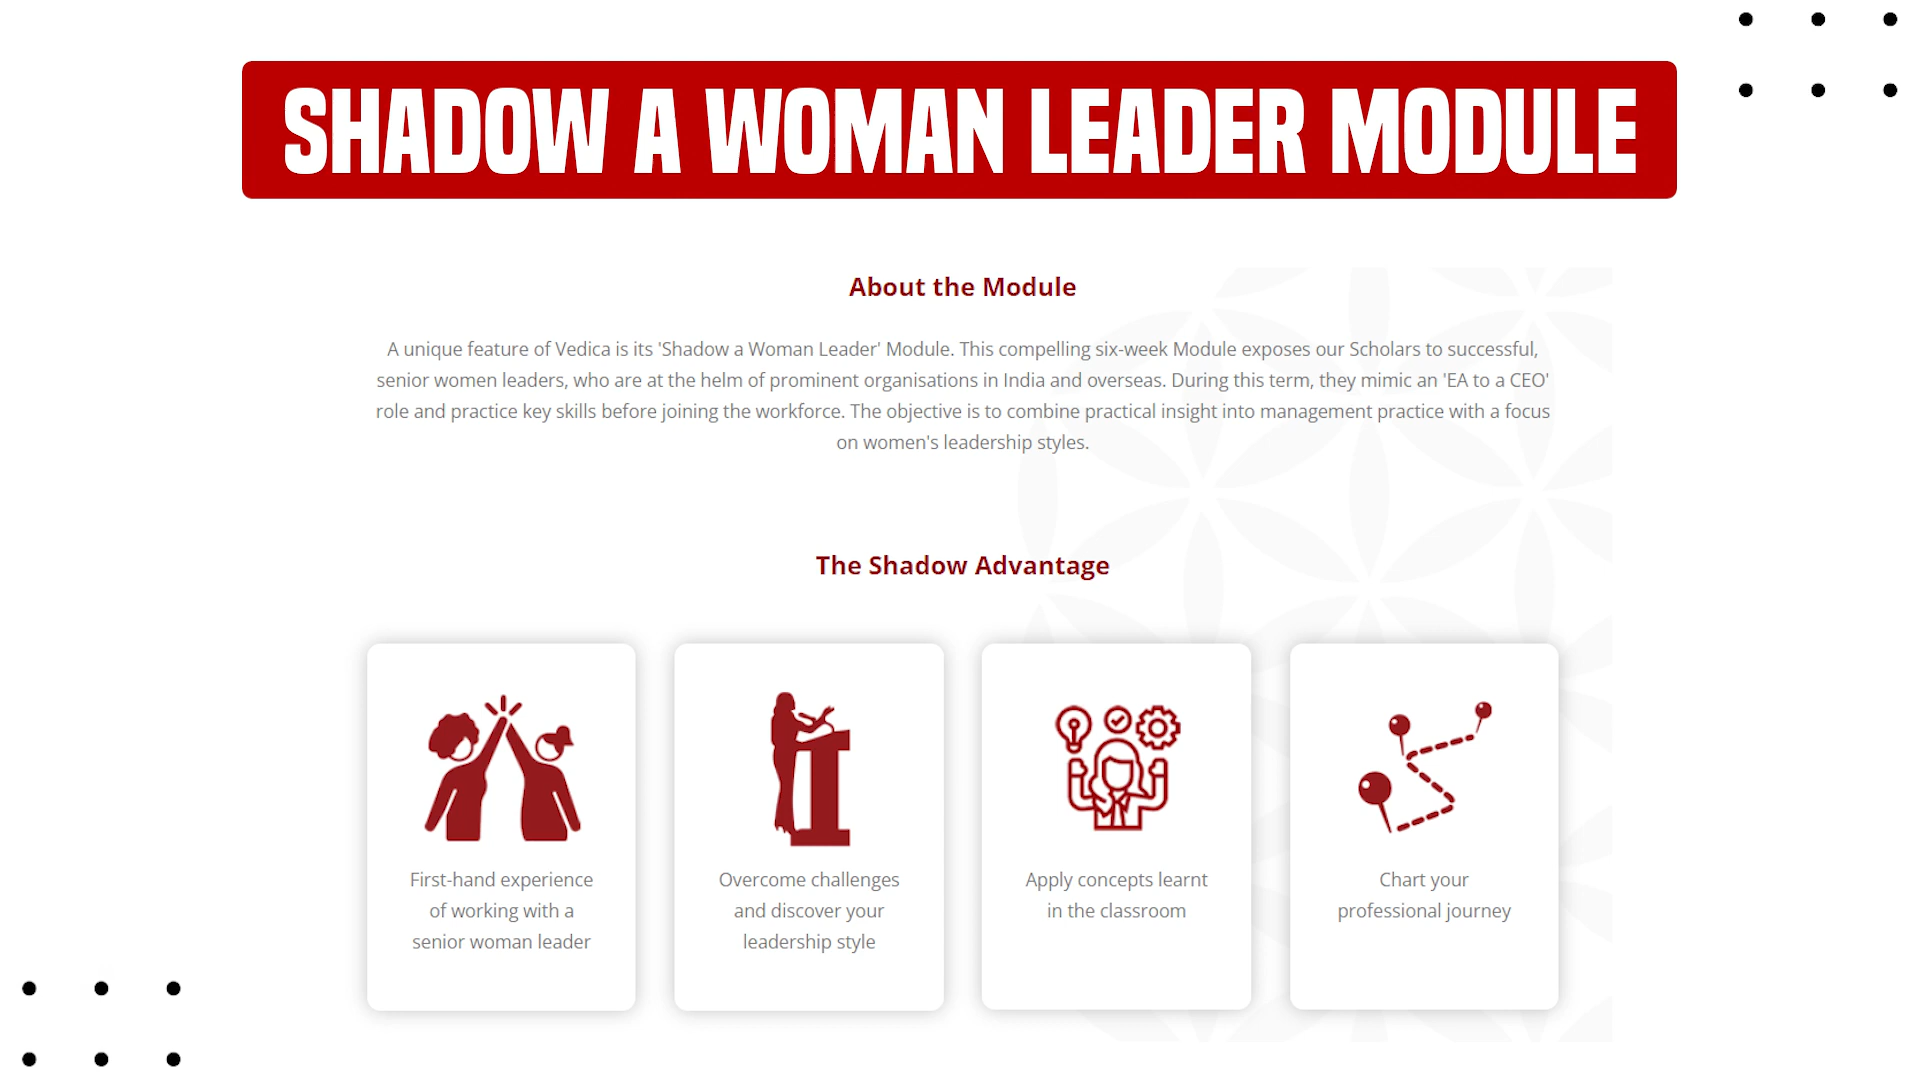 SHADOW A WOMAN LEADER MODULE
About the Module
A unique feature of Vedica is its 'Shadow a Woman Leader' Module. This compelling six-week Module exposes our Scholars to successful,
senior women leaders, who are at the helm of prominent organisations in India and overseas. During this term, they mimic an 'EA to a CEO'
role and practice key skills before joining the workforce. The objective is to combine practical insight into management practice with a focus
on women's leadership styles.
The Shadow Advantage
First-hand experience
of working with a
senior woman leader
Overcome challenges
and discover your
leadership style
Apply concepts learnt
in the classroom
Chart your
professional journey